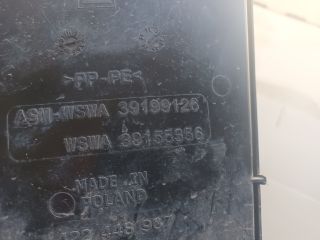 >PP-PE<
ASM-WSWA 39199126
WSWA 39155356
MADE IN
POLAND